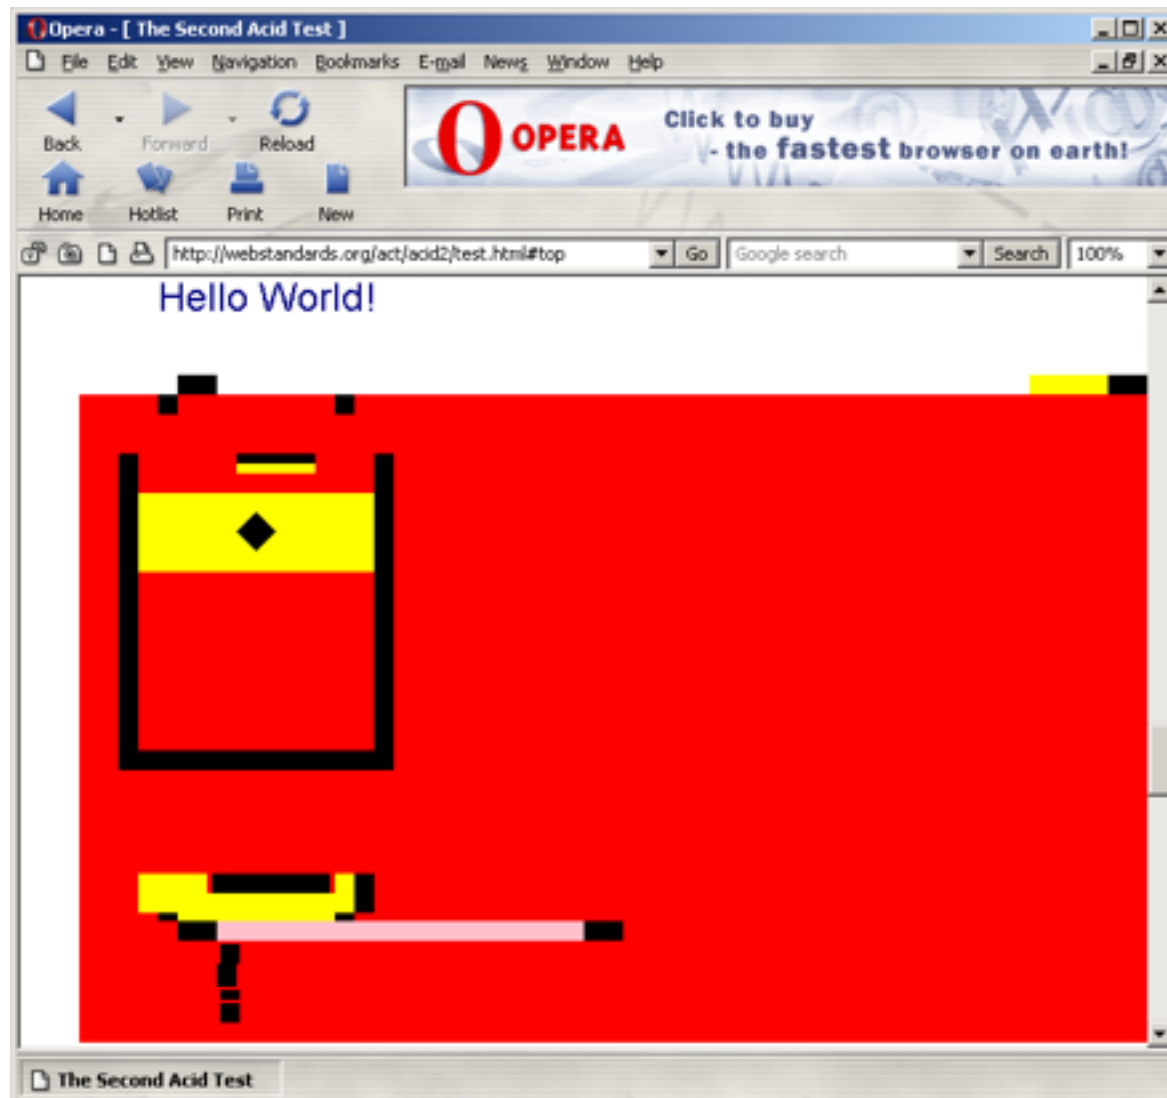 Opera - [ The Second Acid Test ]
File Edit View Navigation Bookmarks E-mail News Window Help
OPERA
Click to buy
- the fastest browser on earth!
Back Forward Reload
Home Hotlist Print New
http://webstandards.org/act/acid2/test.html#top Go Google search Search 100%
Hello World!
The Second Acid Test